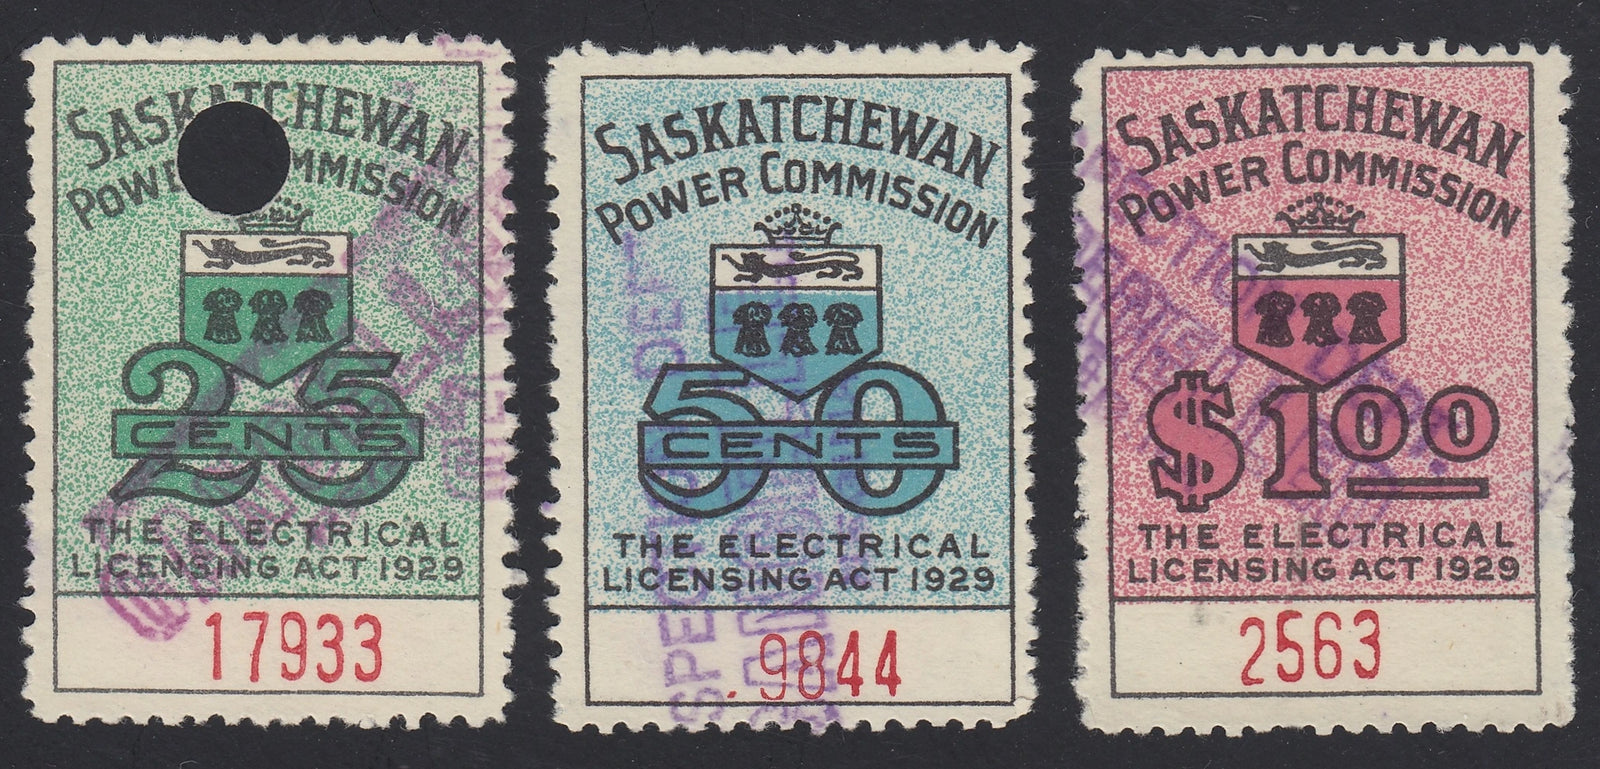 SASKATCHEWAN
POWER COMMISSION
25
CENTS
THE ELECTRICAL
LICENSING ACT 1929
17933
SASKATCHEWAN
POWER COMMISSION
50
CENTS
THE ELECTRICAL
LICENSING ACT 1929
9844
SASKATCHEWAN
POWER COMMISSION
$1.00
THE ELECTRICAL
LICENSING ACT 1929
2563